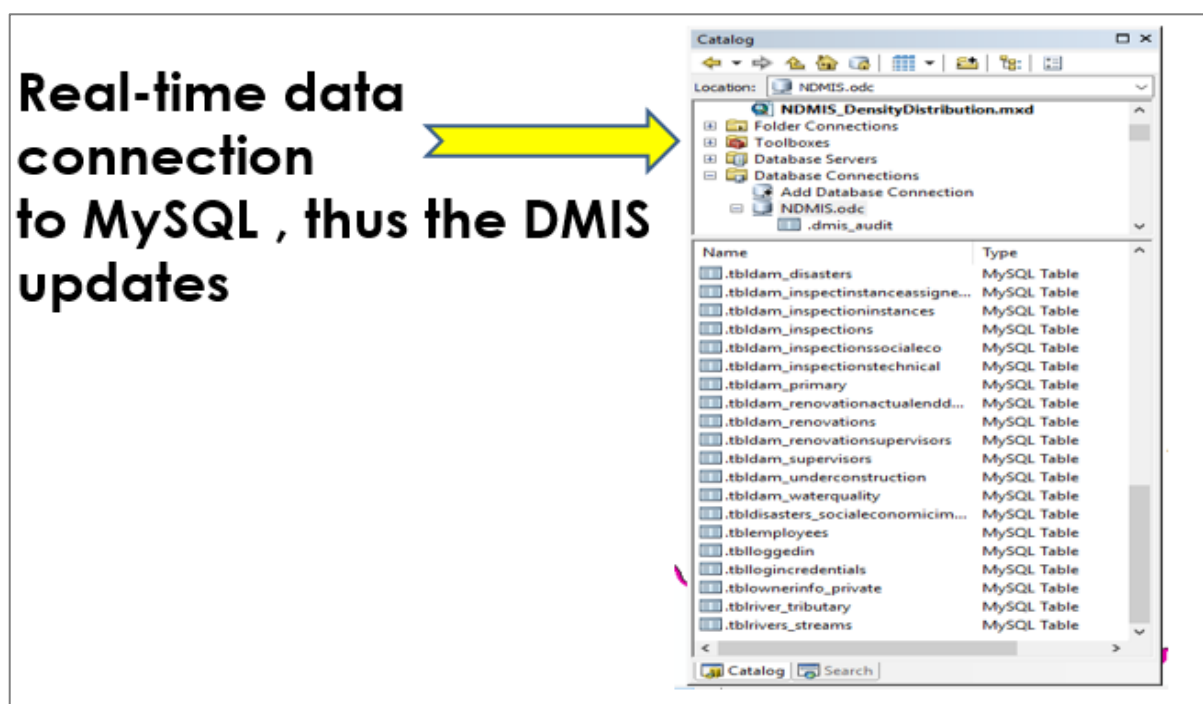 Real-time data
connection
to MySQL , thus the DMIS
updates
Catalog
Location: NDMIS.odc
NDMIS_DensityDistribution.mxd
Folder Connections
Toolboxes
Database Servers
Database Connections
Add Database Connection
NDMIS.odc
.dmis_audit
Name Type
.tbldam_disasters MySQL Table
.tbldam_inspectinstanceassigne... MySQL Table
.tbldam_inspectioninstances MySQL Table
.tbldam_inspections MySQL Table
.tbldam_inspectionssocialeco MySQL Table
.tbldam_inspectionstechnical MySQL Table
.tbldam_primary MySQL Table
.tbldam_renovationactualendd... MySQL Table
.tbldam_renovations MySQL Table
.tbldam_renovationsupervisors MySQL Table
.tbldam_supervisors MySQL Table
.tbldam_underconstruction MySQL Table
.tbldam_waterquality MySQL Table
.tbldisasters_socialeconomicim... MySQL Table
.tblemployees MySQL Table
.tblloggedin MySQL Table
.tbllogincredentials MySQL Table
.tblownerinfo_private MySQL Table
.tblriver_tributary MySQL Table
.tblrivers_streams MySQL Table
Catalog Search